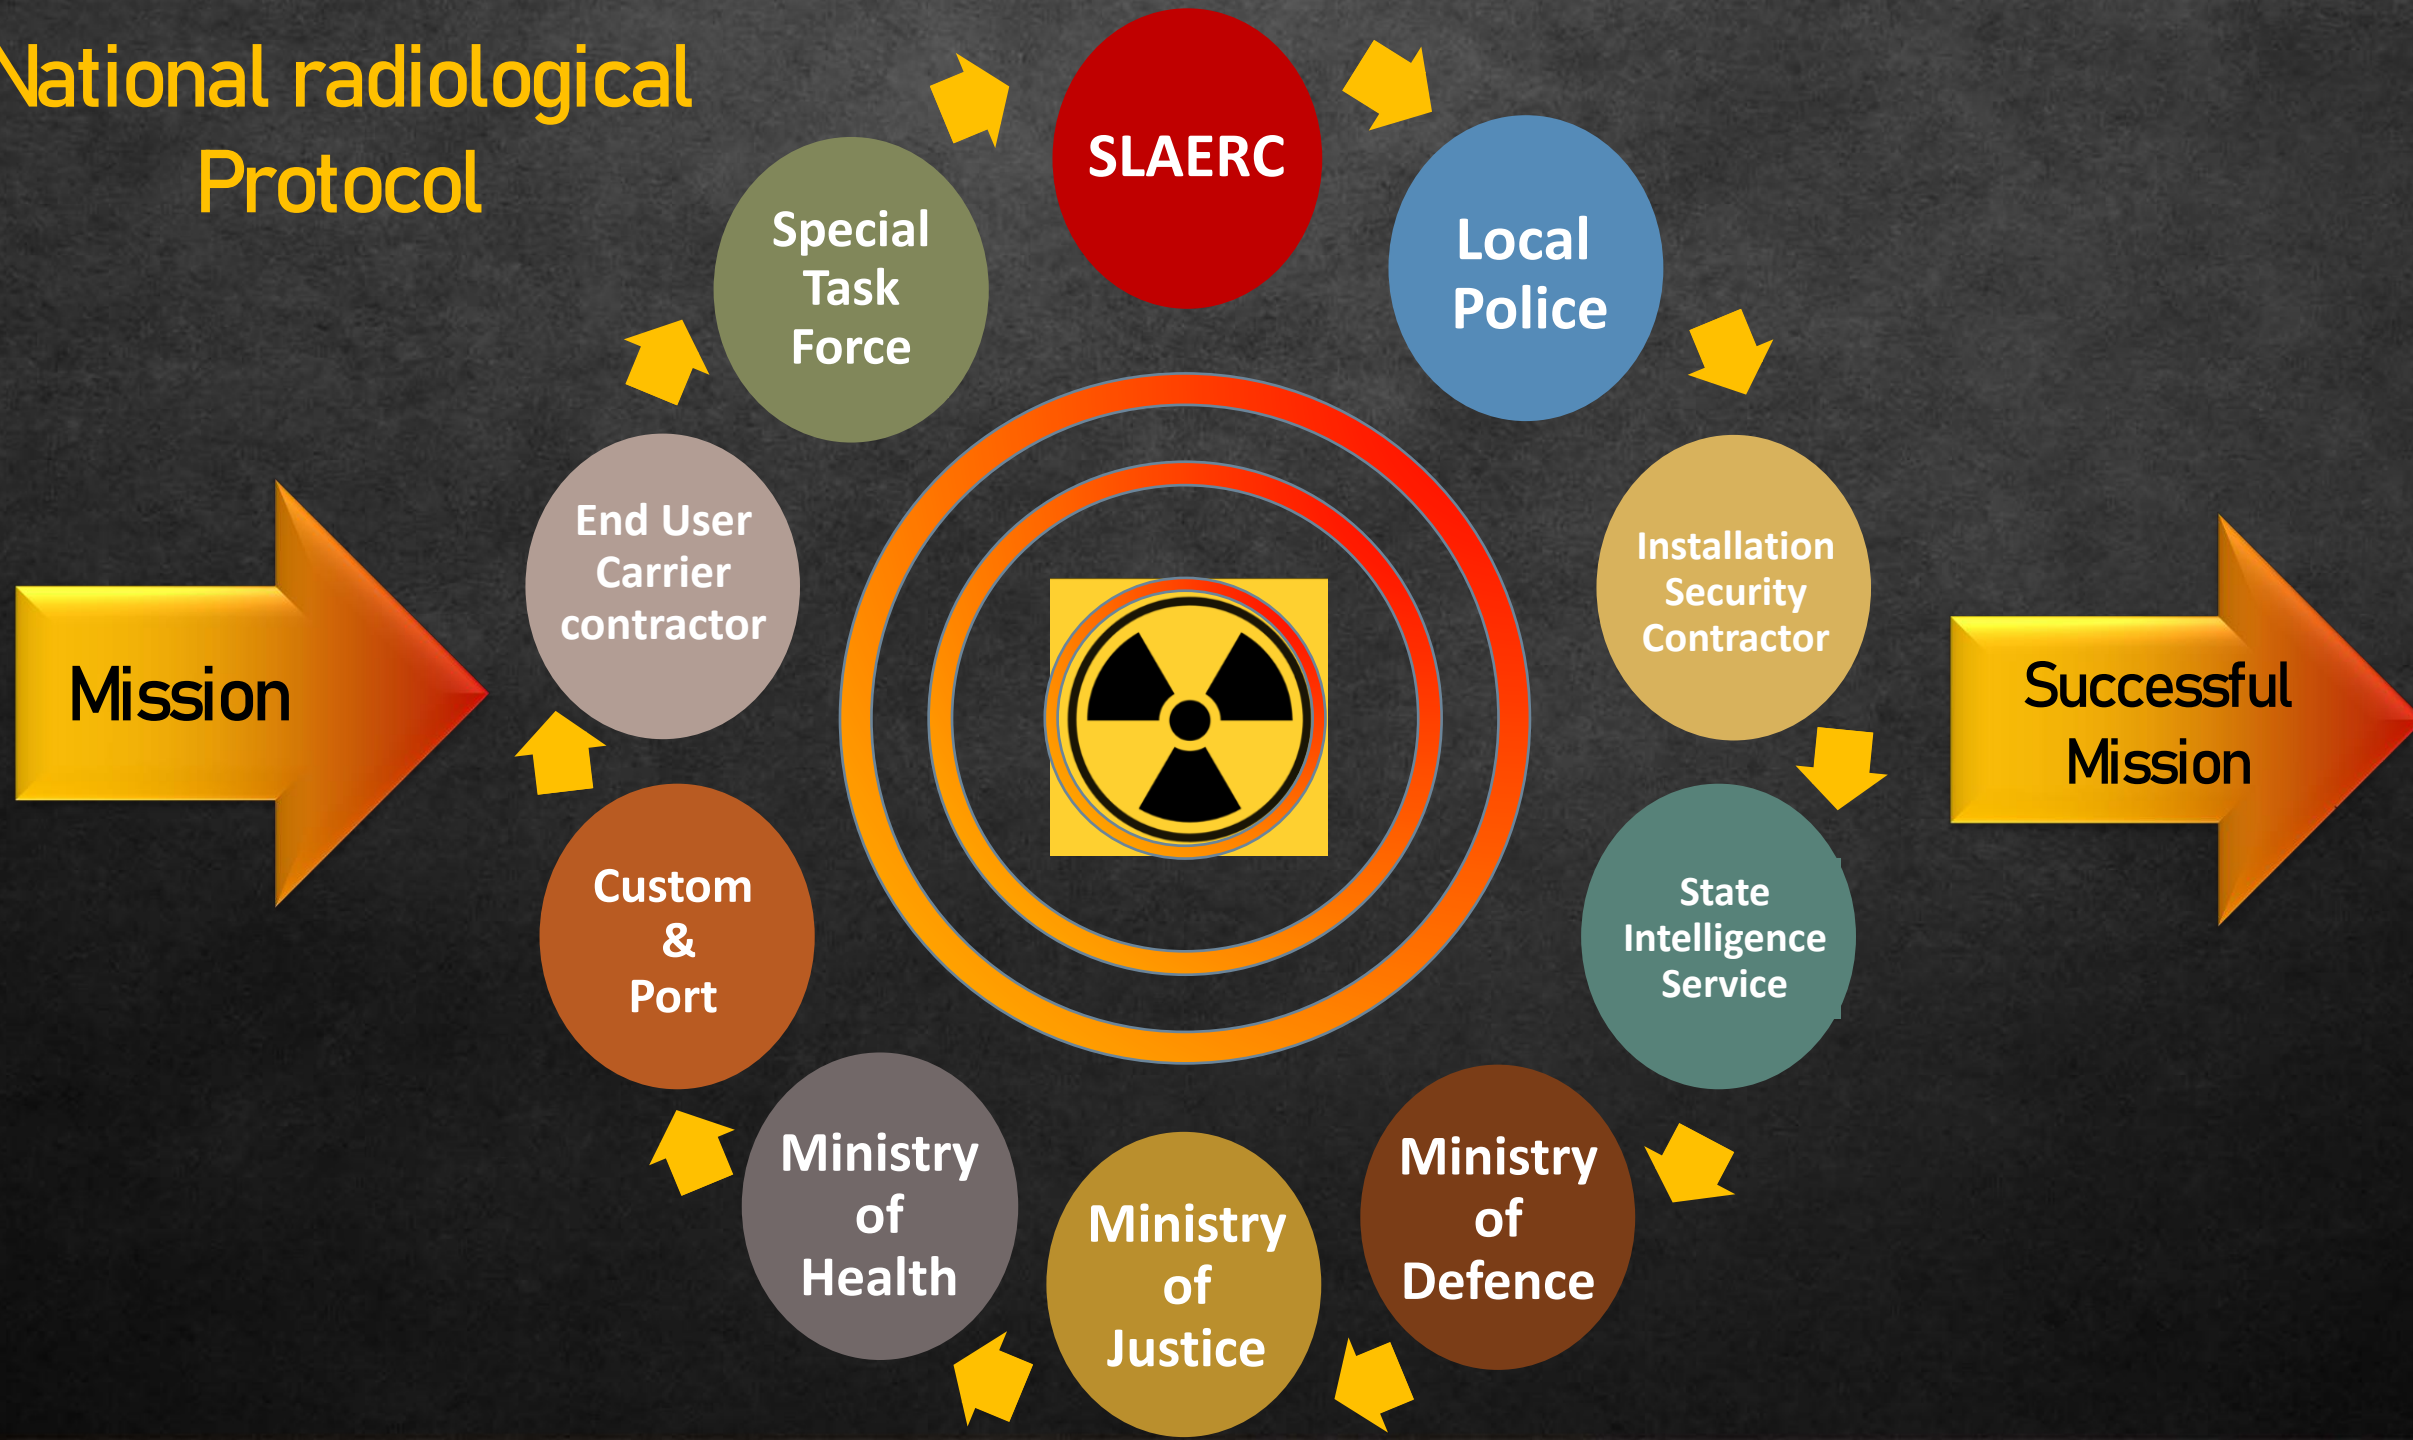 National radiological
Protocol
SLAERC
Local
Police
Installation
Security
Contractor
State
Intelligence
Service
Ministry
of
Defence
Ministry
of
Justice
Ministry
of
Health
Custom
&
Port
End User
Carrier
contractor
Special
Task
Force
Mission
Successful
Mission